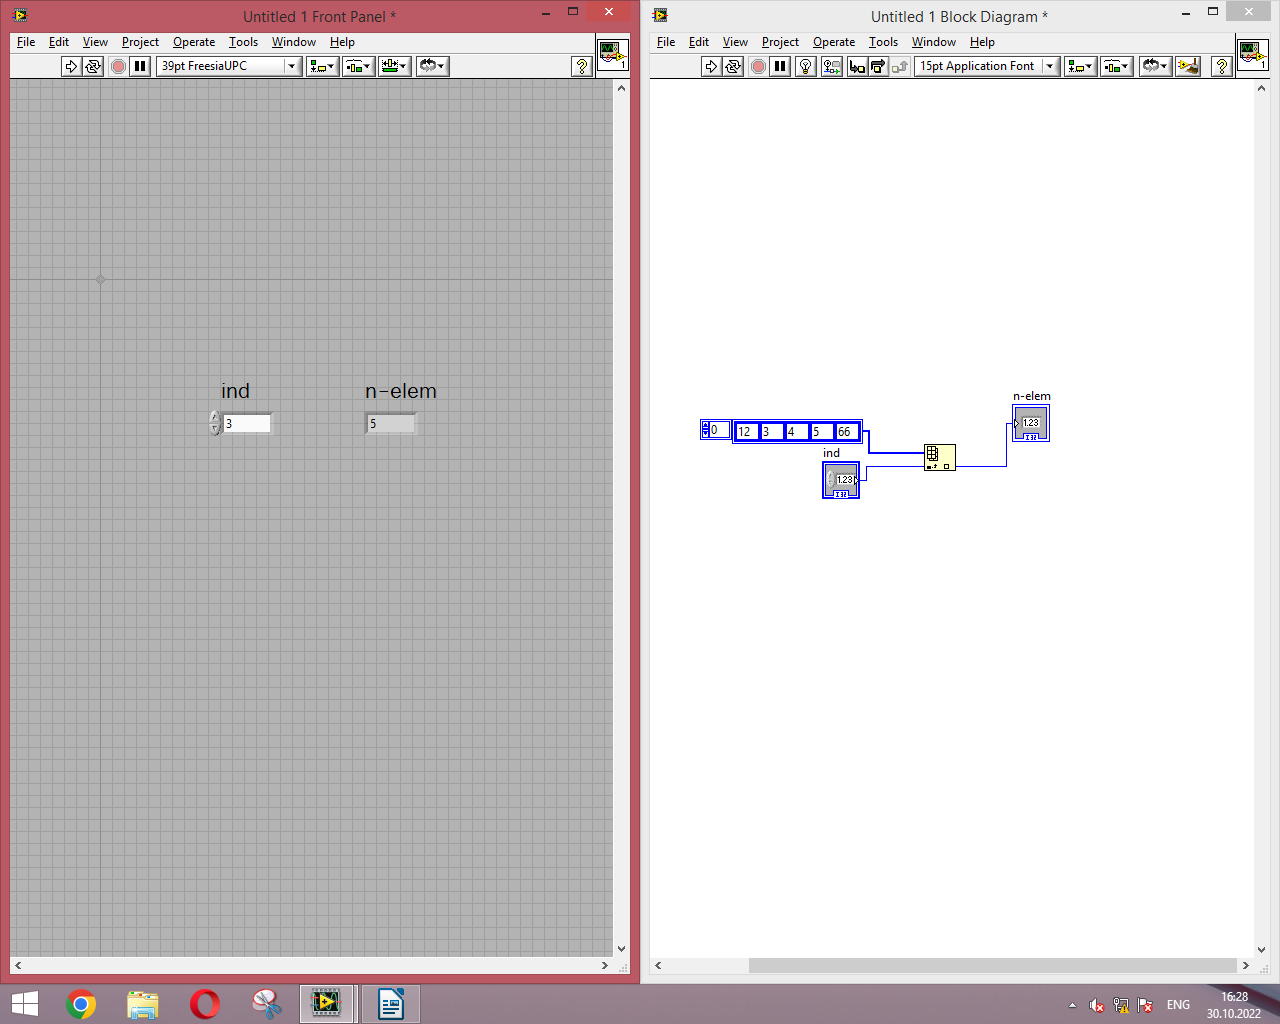 Untitled 1 Front Panel *
File Edit View Project Operate Tools Window Help
39pt FreesiaUPC
1
ind
n-elem
3
5
Untitled 1 Block Diagram *
File Edit View Project Operate Tools Window Help
15pt Application Font
1
n-elem
0 12 3 4 5 66
1.23
I32
ind
1.23
I32
ENG
16:28
30.10.2022